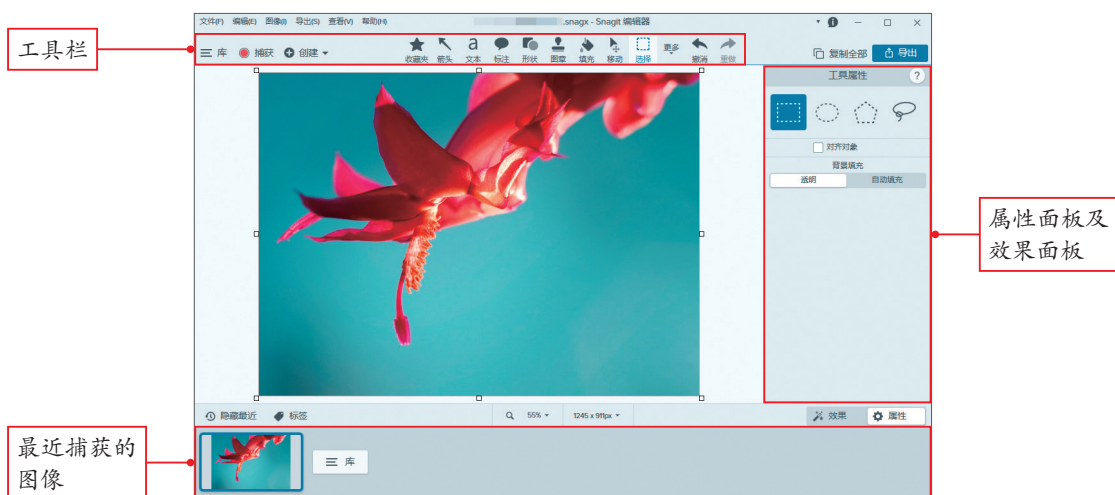 文件(F) 编辑(E) 图像(I) 导出(S) 查看(V) 帮助(H) .snagx - Snagit 编辑器
工具栏
库 捕获 创建
收藏夹 箭头 a 文本 标注 形状 图章 填充 移动 选择 更多 撤消 重做
复制全部 导出
工具属性 ?
对齐对象
背景填充
透明 自动填充
属性面板及
效果面板
隐藏最近 标签 55% 1245 x 911px 效果 属性
最近捕获的
图像
库